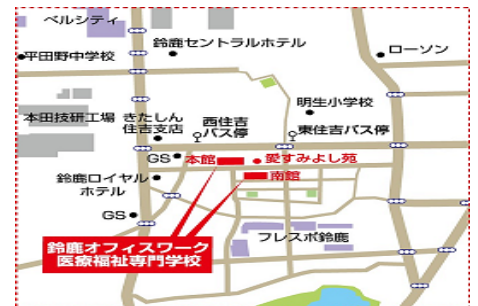 ベルシティ
鈴鹿セントラルホテル
ローソン
平田野中学校
明生小学校
本田技研工場
きたしん
住吉支店
西住吉
バス停
東住吉バス停
GS
本館
愛すみよし苑
鈴鹿ロイヤル
ホテル
南館
GS
鈴鹿オフィスワーク
医療福祉専門学校
フレスポ鈴鹿